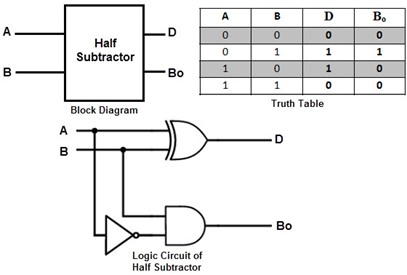 A
B
Half
Subtractor
D
Bo
Block Diagram
A B D Bo
0 0 0 0
0 1 1 1
1 0 1 0
1 1 0 0
Truth Table
A
B
D
Bo
Logic Circuit of
Half Subtractor